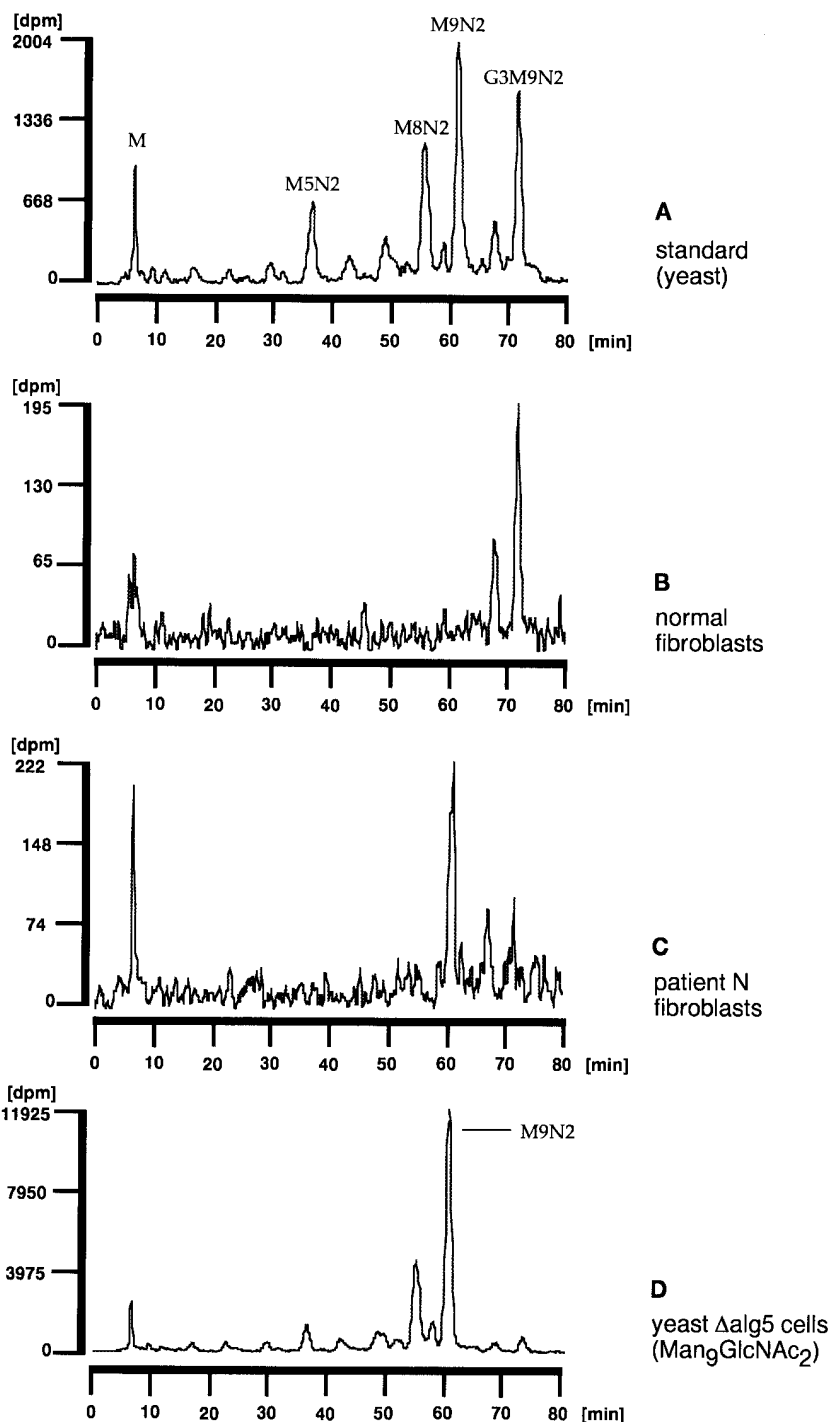 [dpm]
2004
1336
668
0
M
M5N2
M8N2
M9N2
G3M9N2
0 10 20 30 40 50 60 70 80 [min]
A
standard
(yeast)
[dpm]
195
130
65
0
0 10 20 30 40 50 60 70 80 [min]
B
normal
fibroblasts
[dpm]
222
148
74
0
0 10 20 30 40 50 60 70 80 [min]
C
patient N
fibroblasts
[dpm]
11925
7950
3975
0
M9N2
0 10 20 30 40 50 60 70 80 [min]
D
yeast Δalg5 cells
(Man₉GlcNAc₂)